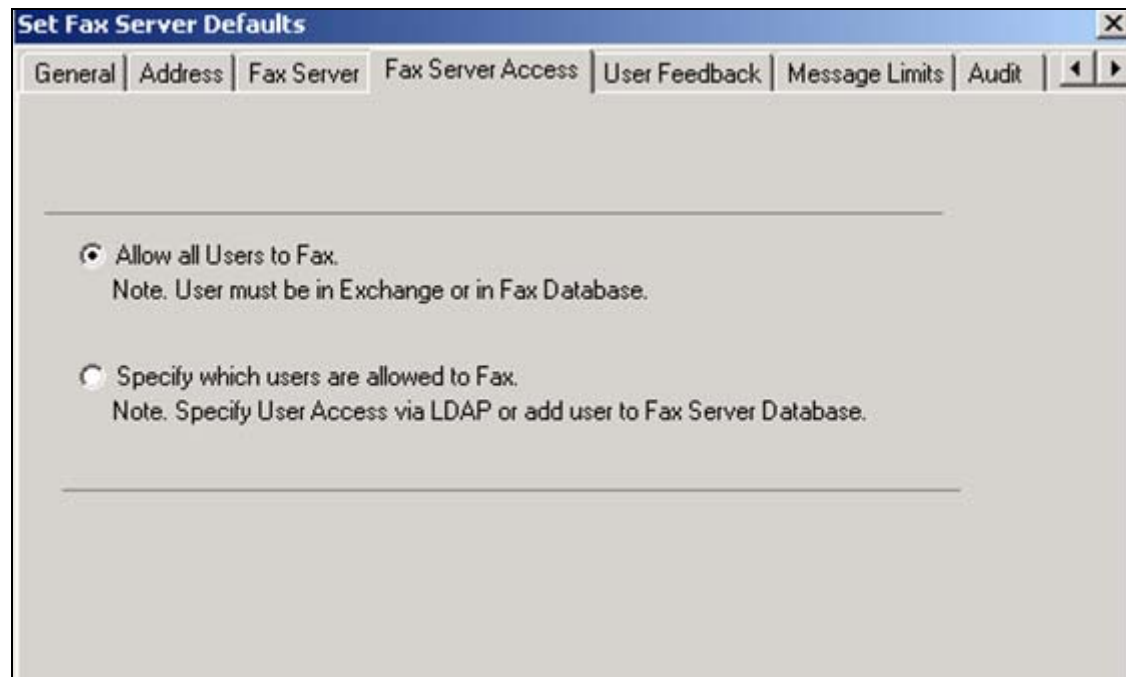 Set Fax Server Defaults
General Address Fax Server Fax Server Access User Feedback Message Limits Audit
Allow all Users to Fax.
Note. User must be in Exchange or in Fax Database.
Specify which users are allowed to Fax.
Note. Specify User Access via LDAP or add user to Fax Server Database.